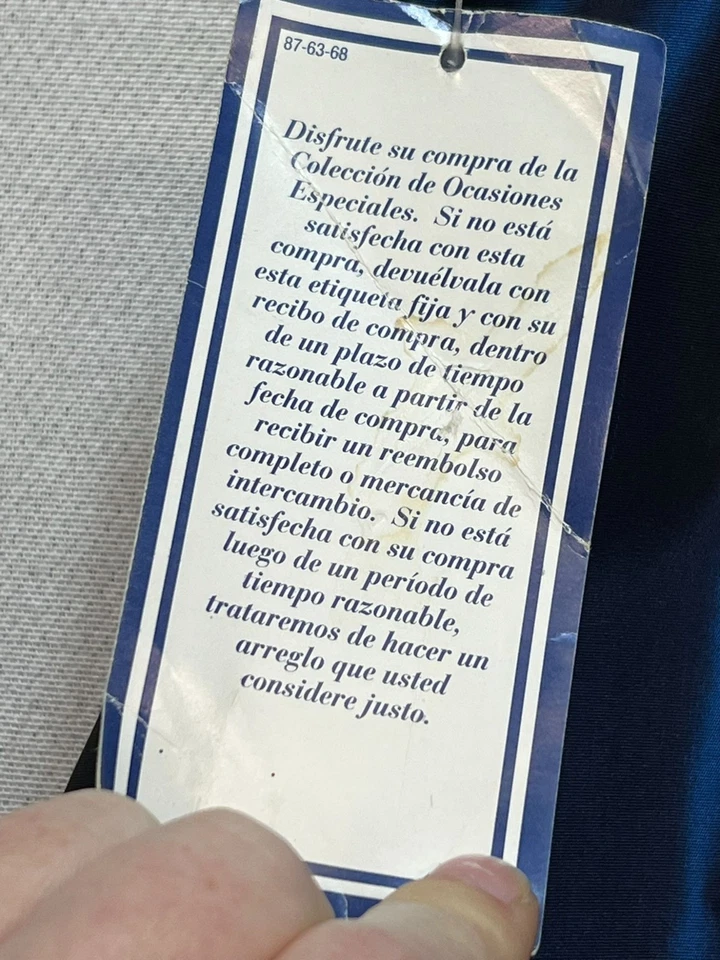 87-63-68
Disfrute su compra de la
Colección de Ocasiones
Especiales. Si no está
satisfecha con esta
compra, devuélvala con
esta etiqueta fija y con su
recibo de compra, dentro
de un plazo de tiempo
razonable a partir de la
fecha de compra, para
recibir un reembolso
completo o mercancía de
intercambio. Si no está
satisfecha con su compra
luego de un período de
tiempo razonable,
trataremos de hacer un
arreglo que usted
considere justo.